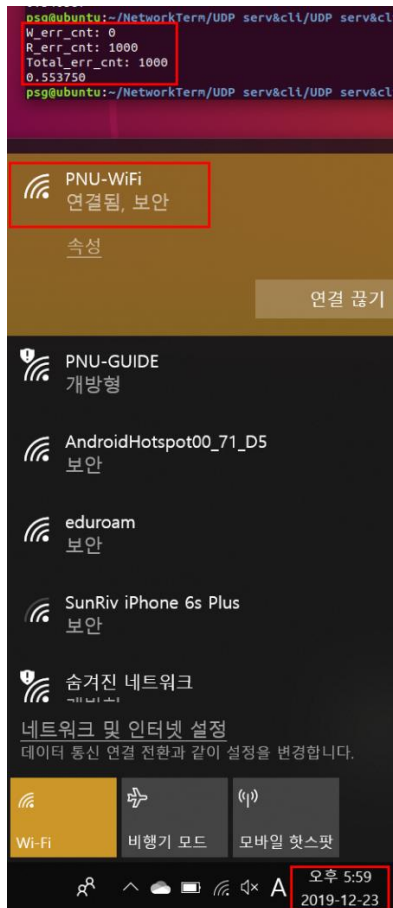 psg@ubuntu:~/NetworkTerm/UDP serv&cli/UDP serv&cl
W_err_cnt: 0
R_err_cnt: 1000
Total_err_cnt: 1000
0.553750
psg@ubuntu:~/NetworkTerm/UDP serv&cli/UDP serv&cl
PNU-WiFi
연결됨, 보안
속성
연결 끊기
PNU-GUIDE
개방형
AndroidHotspot00_71_D5
보안
eduroam
보안
SunRiv iPhone 6s Plus
보안
숨겨진 네트워크
네트워크 및 인터넷 설정
데이터 통신 연결 전환과 같이 설정을 변경합니다.
Wi-Fi
비행기 모드
모바일 핫스팟
A
오후 5:59
2019-12-23